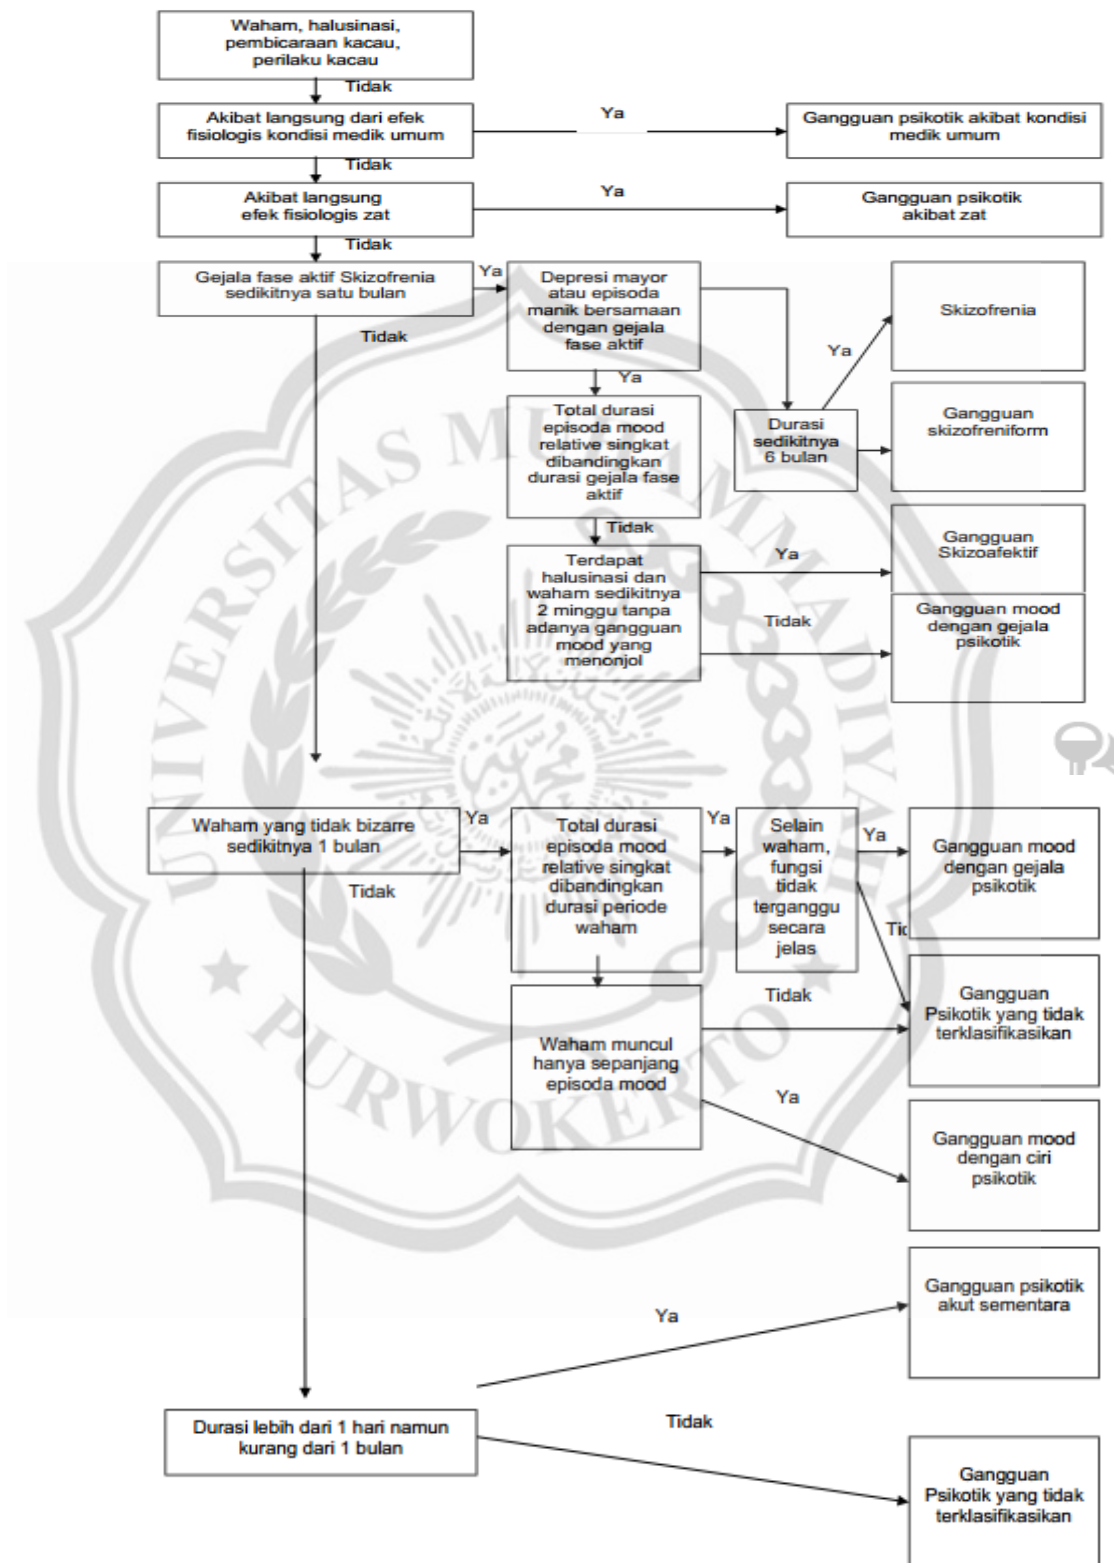 Waham, halusinasi,
pembicaraan kacau,
perilaku kacau
Tidak
Akibat langsung dari efek
fisiologis kondisi medik umum
Ya
Gangguan psikotik akibat kondisi
medik umum
Tidak
Akibat langsung
efek fisiologis zat
Ya
Gangguan psikotik
akibat zat
Tidak
Gejala fase aktif Skizofrenia
sedikitnya satu bulan
Ya
Tidak
Depresi mayor
atau episoda
manik bersamaan
dengan gejala
fase aktif
Ya
Skizofrenia
Ya
Total durasi
episoda mood
relative singkat
dibandingkan
durasi gejala fase
aktif
Durasi
sedikitnya
6 bulan
Gangguan
skizofreniform
Tidak
Terdapat
halusinasi dan
waham sedikitnya
2 minggu tanpa
adanya gangguan
mood yang
menonjol
Ya
Gangguan
Skizoafektif
Tidak
Gangguan mood
dengan gejala
psikotik
Waham yang tidak bizarre
sedikitnya 1 bulan
Ya
Tidak
Total durasi
episoda mood
relative singkat
dibandingkan
durasi periode
waham
Ya
Selain
waham,
fungsi
tidak
terganggu
secara
jelas
Ya
Tid
Gangguan mood
dengan gejala
psikotik
Waham muncul
hanya sepanjang
episoda mood
Tidak
Gangguan
Psikotik yang tidak
terklasifikasikan
Ya
Gangguan mood
dengan ciri
psikotik
Durasi lebih dari 1 hari namun
kurang dari 1 bulan
Ya
Gangguan psikotik
akut sementara
Tidak
Gangguan
Psikotik yang tidak
terklasifikasikan
UNIVERSITAS MUHAMMADIYAH
PURWOKERTO